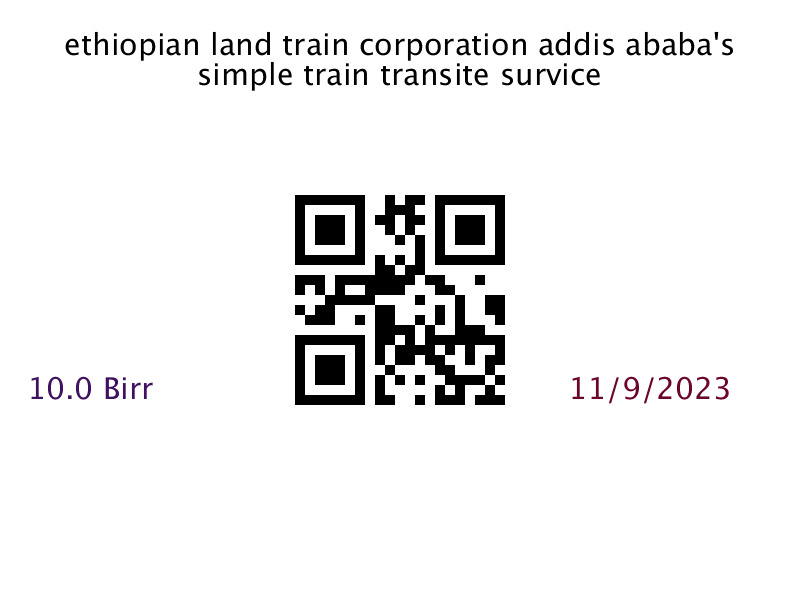 ethiopian land train corporation addis ababa's
simple train transite survice
10.0 Birr
11/9/2023